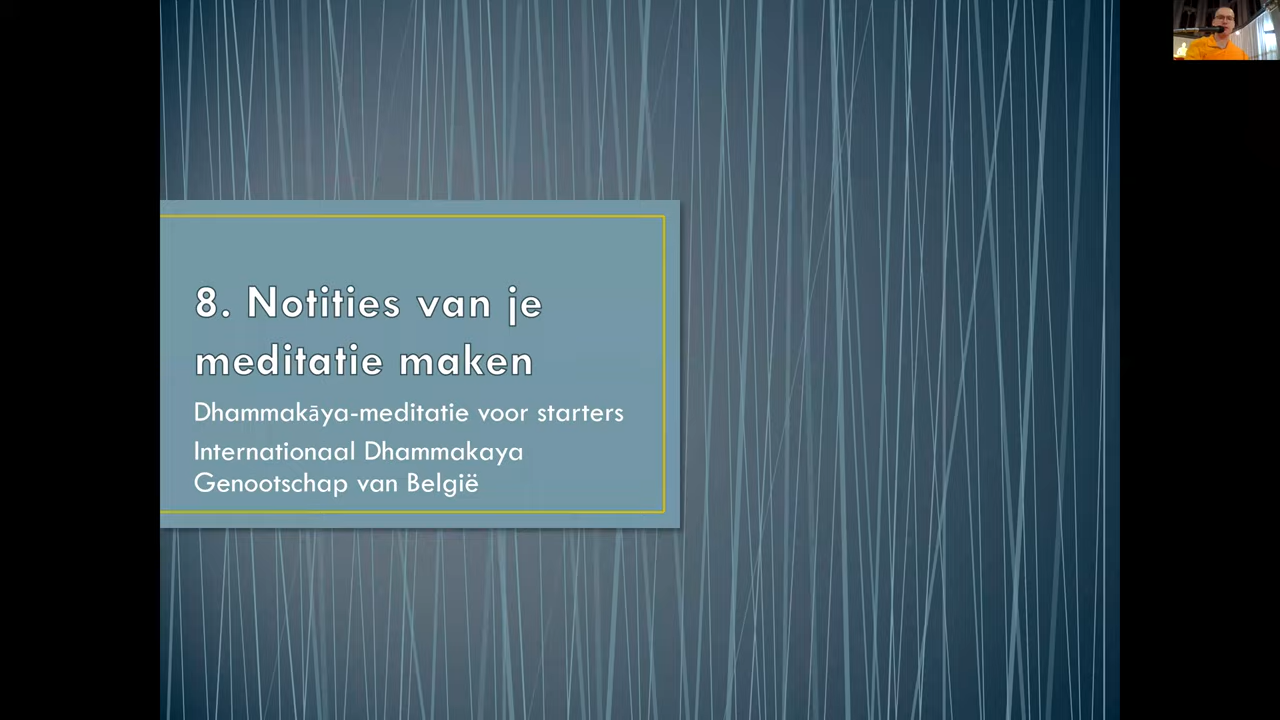 8. Notities van je
meditatie maken
Dhammakāya-meditatie voor starters
Internationaal Dhammakaya
Genootschap van België